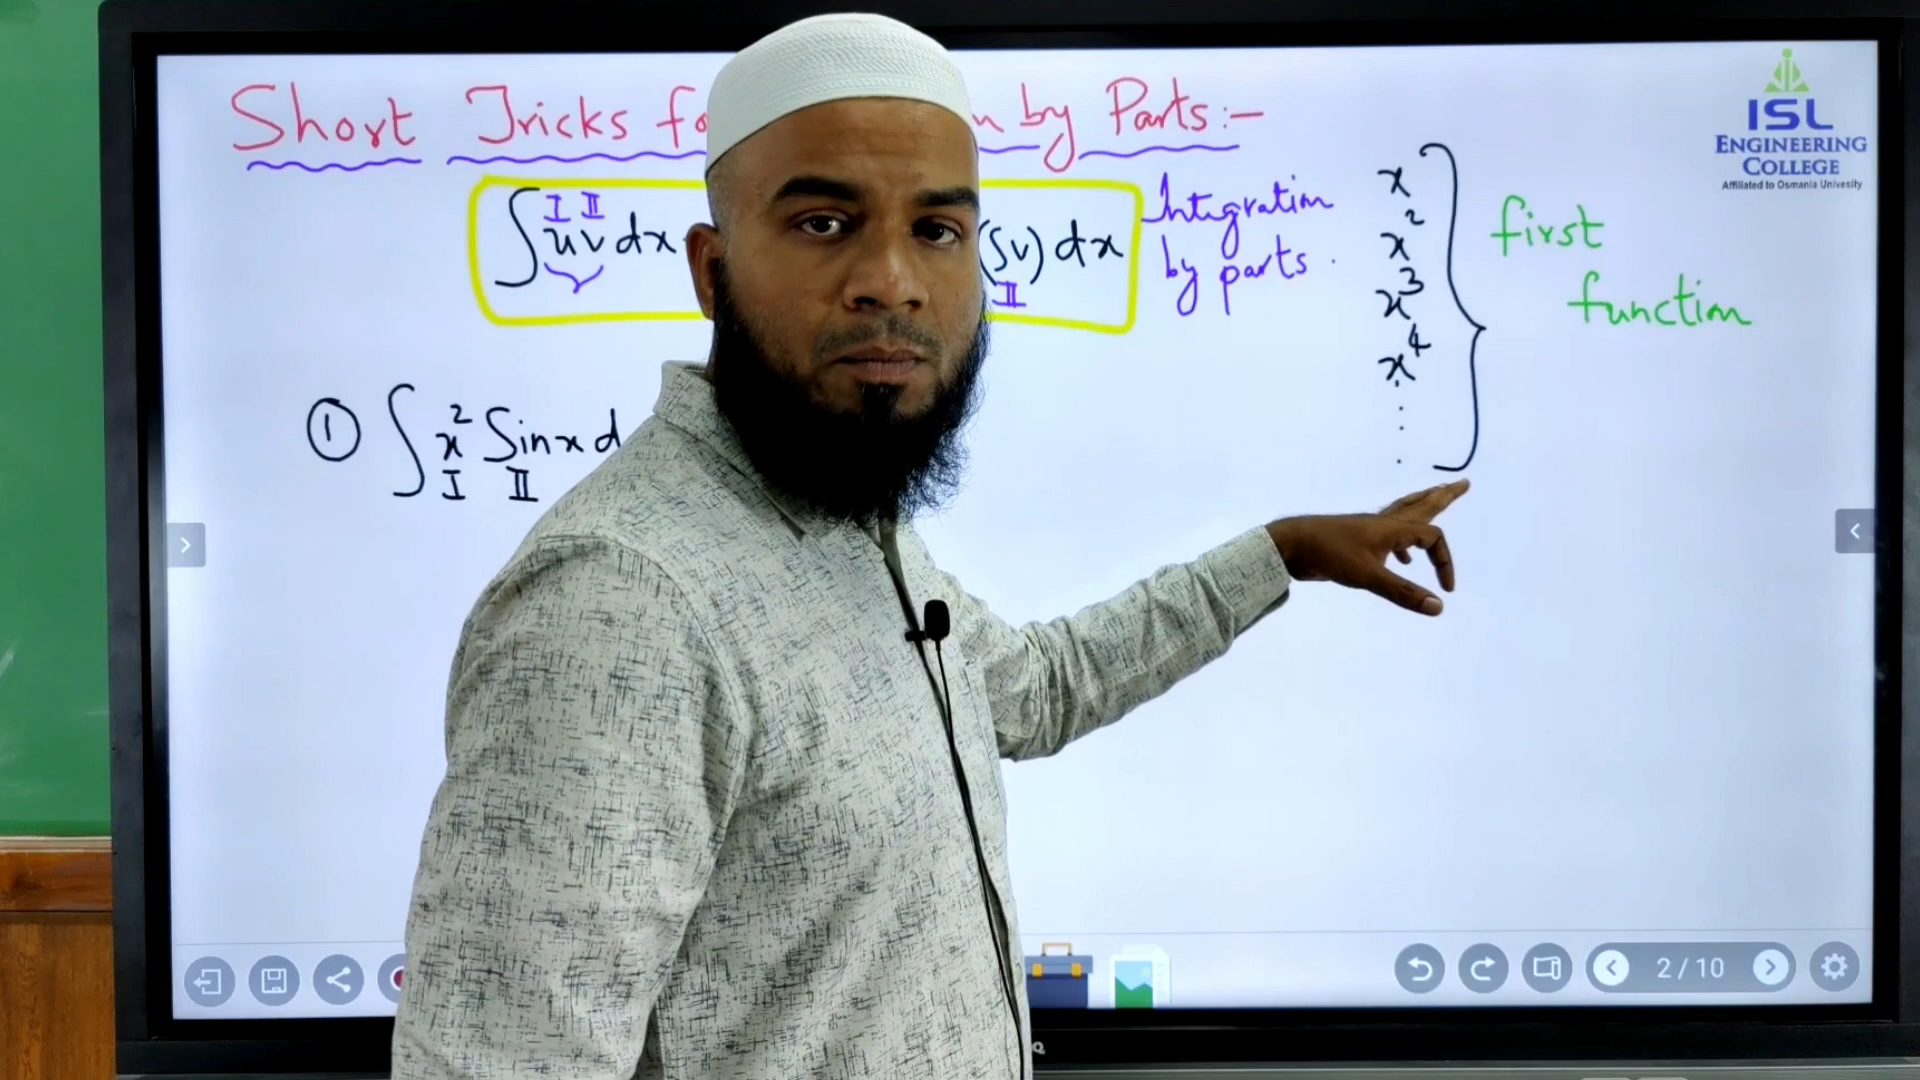 Short Tricks fo n by Parts:-
I II
∫uv dx (∫v) dx
II
Integration
by parts.
x
x²
x³
x⁴
first
function
① ∫ x² Sinx d
I II
ISL
ENGINEERING
COLLEGE
Affiliated to Osmania Univesity
2/10